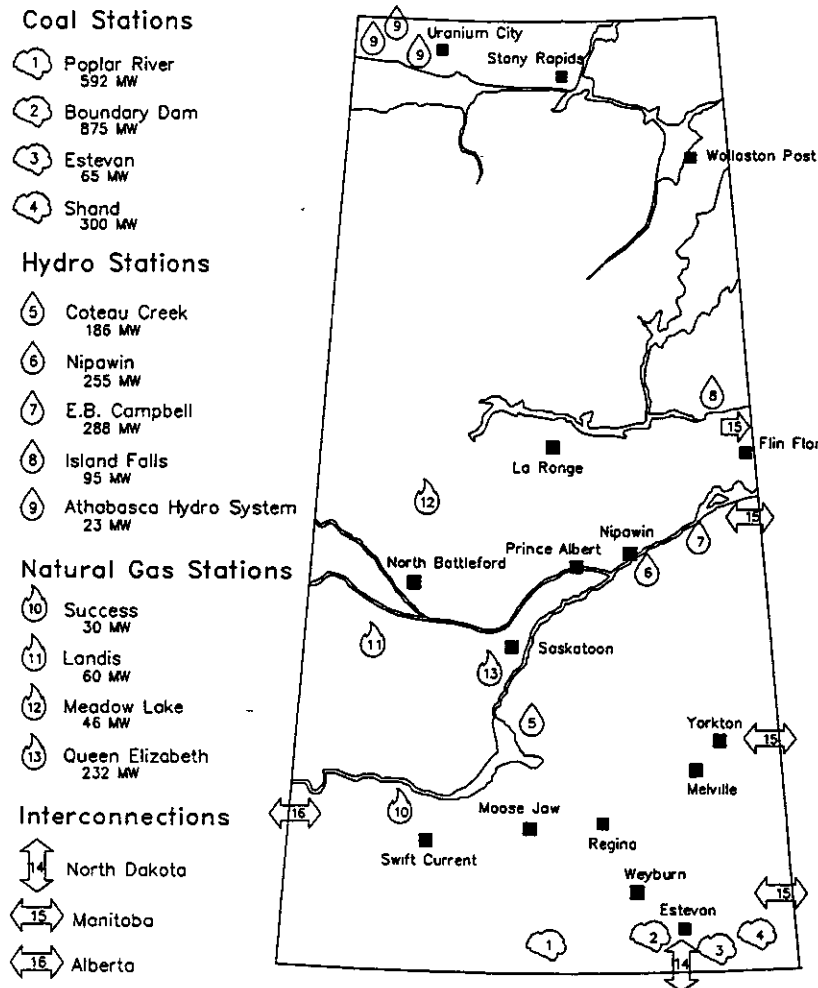 Coal Stations
1 Poplar River
592 MW
2 Boundary Dam
875 MW
3 Estevan
65 MW
4 Shand
300 MW
Hydro Stations
5 Coteau Creek
186 MW
6 Nipawin
255 MW
7 E.B. Campbell
288 MW
8 Island Falls
95 MW
9 Athabasca Hydro System
23 MW
Natural Gas Stations
10 Success
30 MW
11 Landis
60 MW
12 Meadow Lake
46 MW
13 Queen Elizabeth
232 MW
Interconnections
14 North Dakota
15 Manitoba
16 Alberta
9
9
9
Uranium City
Stony Rapids
Wollaston Post
8
15
Flin Flon
La Ronge
12
15
7
Nipawin
Prince Albert
6
North Battleford
11
Saskatoon
13
5
Yorkton
15
Melville
16
10
Moose Jaw
Swift Current
Regina
Weyburn
15
Estevan
1
2
3
4
14